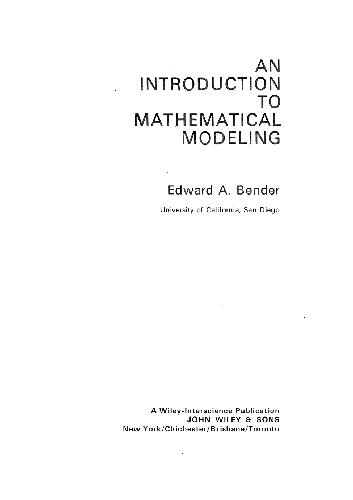 AN
INTRODUCTION
TO
MATHEMATICAL
MODELING
Edward A. Bender
University of California, San Diego
A Wiley-Interscience Publication
JOHN WILEY & SONS
New York/Chichester/Brisbane/Toronto